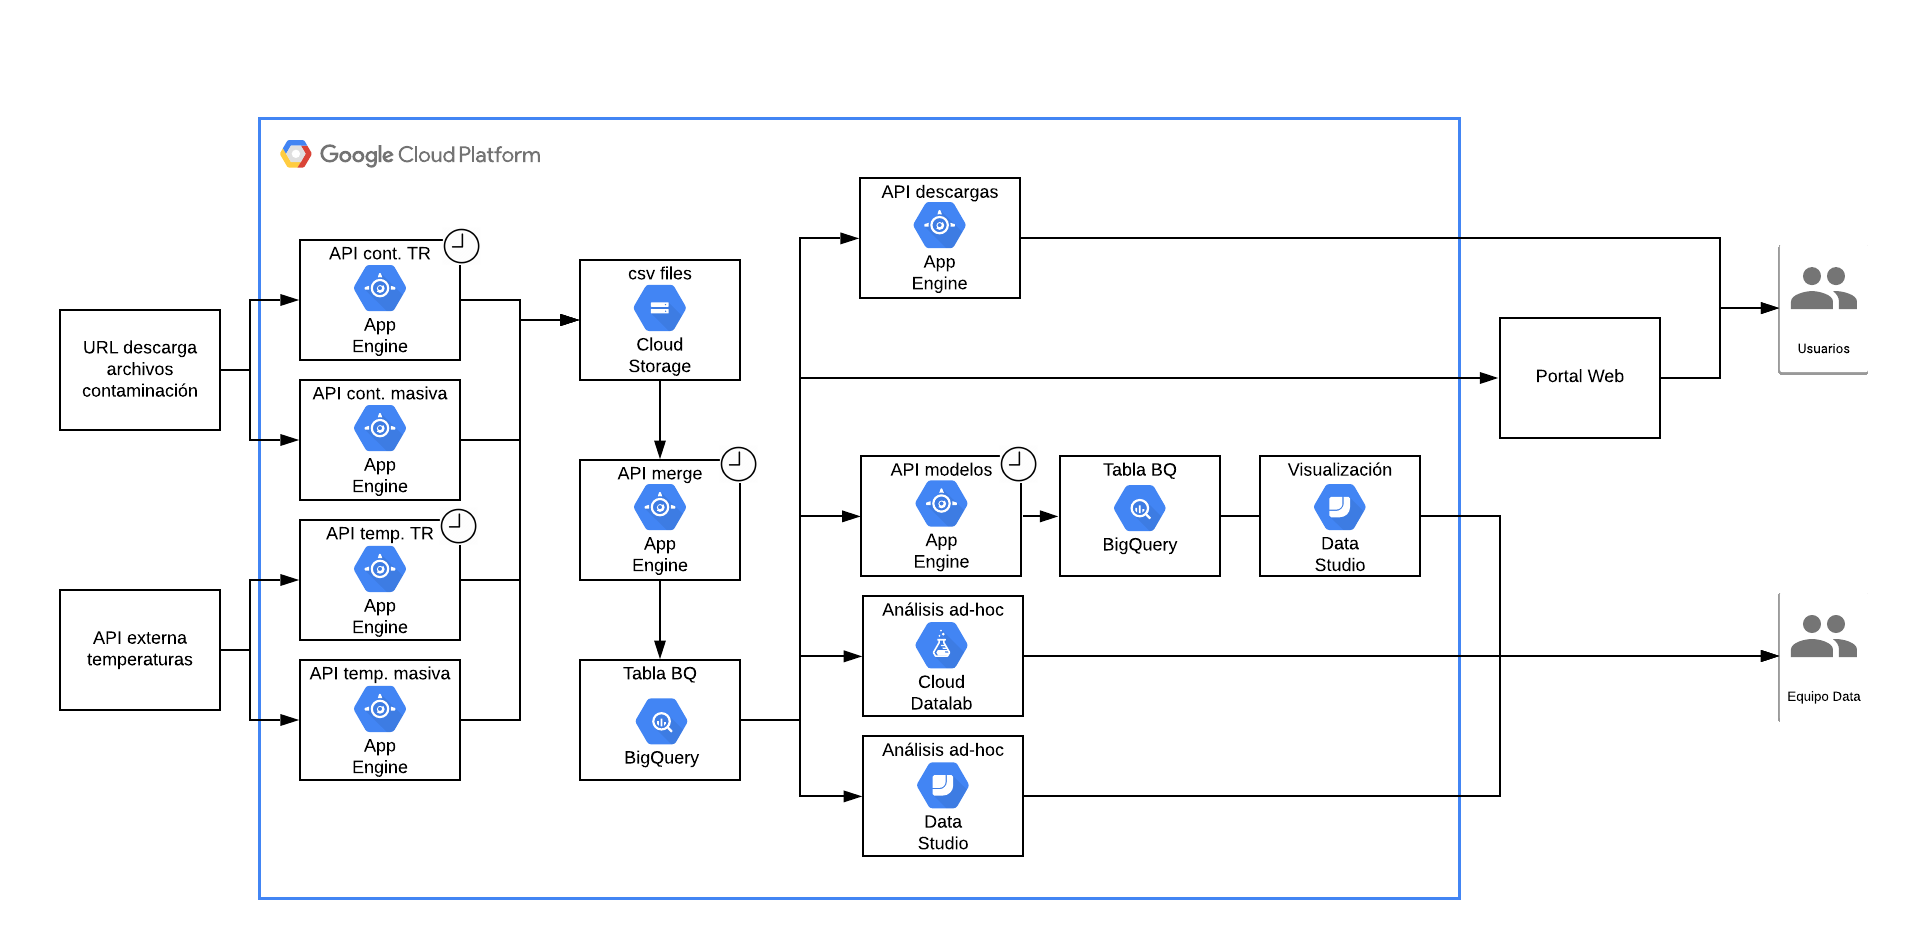 Google Cloud Platform
URL descarga
archivos
contaminación
API externa
temperaturas
API cont. TR
App
Engine
API cont. masiva
App
Engine
API temp. TR
App
Engine
API temp. masiva
App
Engine
csv files
Cloud
Storage
API merge
App
Engine
Tabla BQ
BigQuery
API descargas
App
Engine
API modelos
App
Engine
Tabla BQ
BigQuery
Visualización
Data
Studio
Análisis ad-hoc
Cloud
Datalab
Análisis ad-hoc
Data
Studio
Portal Web
Usuarios
Equipo Data